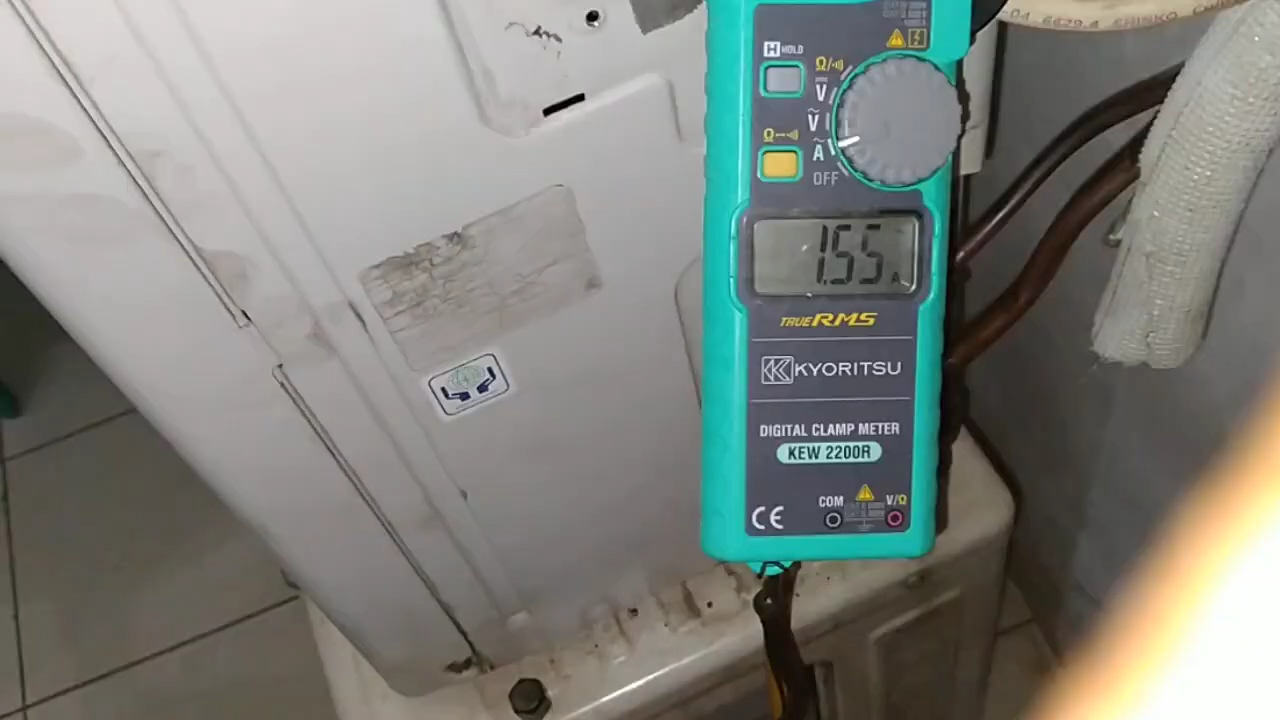 H HOLD
Ω/
V
V
A
OFF
Ω
1.55 A
TRUE RMS
KYORITSU
DIGITAL CLAMP METER
KEW 2200R
COM V/Ω
CE